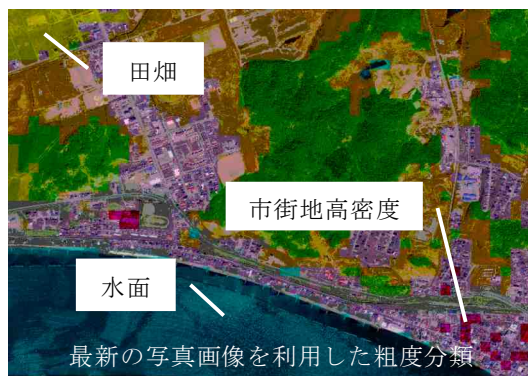 田畑
市街地高密度
水面
最新の写真画像を利用した粗度分類